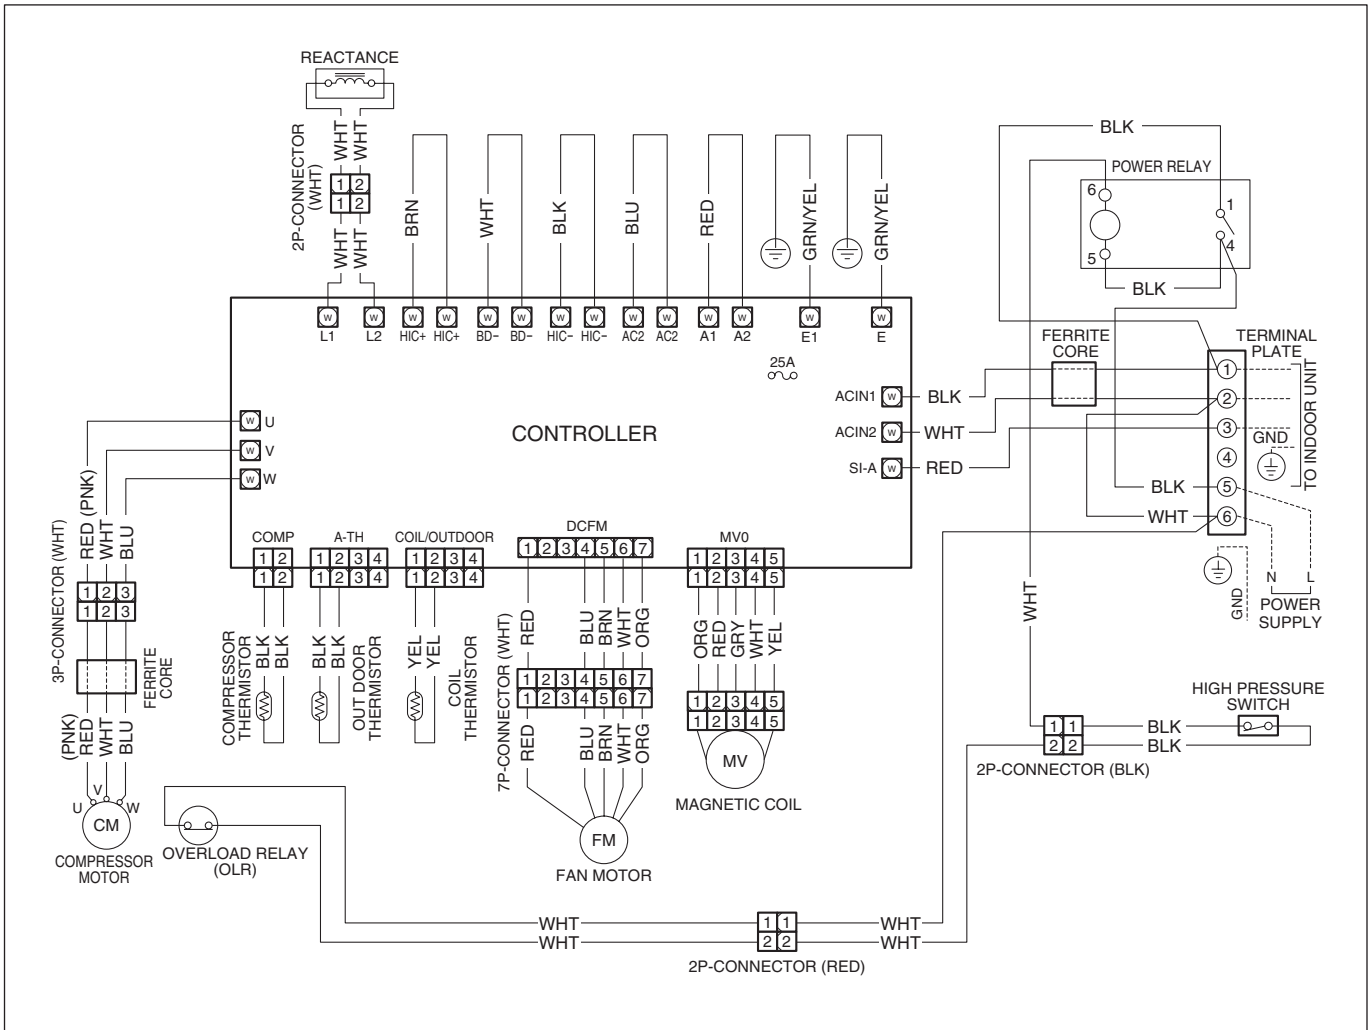 REACTANCE
2P-CONNECTOR
(WHT)
WHT
WHT
1 2
1 2
WHT
WHT
BRN
WHT
BLK
BLU
RED
GRN/YEL
GRN/YEL
W W W W W W W W W W W W W W
L1 L2 HIC+ HIC+ BD− BD− HIC− HIC− AC2 AC2 A1 A2 E1 E
25A
BLK
POWER RELAY
6
1
5
4
BLK
FERRITE
CORE
TERMINAL
PLATE
ACIN1 W BLK
ACIN2 W WHT
SI-A W RED
1
2
3
4
5
6
GND
TO INDOOR UNIT
BLK
WHT
GND
N L
POWER
SUPPLY
CONTROLLER
W U
W V
W W
RED (PNK)
WHT
BLU
3P-CONNECTOR (WHT)
1 2 3
1 2 3
FERRITE
CORE
(PNK)
RED
WHT
BLU
U
V
W
CM
COMPRESSOR
MOTOR
COMP
1 2
1 2
BLK
BLK
COMPRESSOR
THERMISTOR
A-TH
1 2 3 4
1 2 3 4
BLK
BLK
OUT DOOR
THERMISTOR
COIL/OUTDOOR
1 2 3 4
1 2 3 4
YEL
YEL
COIL
THERMISTOR
DCFM
1 2 3 4 5 6 7
RED
BLU
BRN
WHT
ORG
7P-CONNECTOR (WHT)
1 2 3 4 5 6 7
1 2 3 4 5 6 7
RED
BLU
BRN
WHT
ORG
FM
FAN MOTOR
MV0
1 2 3 4 5
1 2 3 4 5
ORG
RED
GRY
WHT
YEL
1 2 3 4 5
1 2 3 4 5
MV
MAGNETIC COIL
WHT
HIGH PRESSURE
SWITCH
1 1 BLK
2 2 BLK
2P-CONNECTOR (BLK)
OVERLOAD RELAY
(OLR)
WHT 1 1 WHT
WHT 2 2 WHT
2P-CONNECTOR (RED)